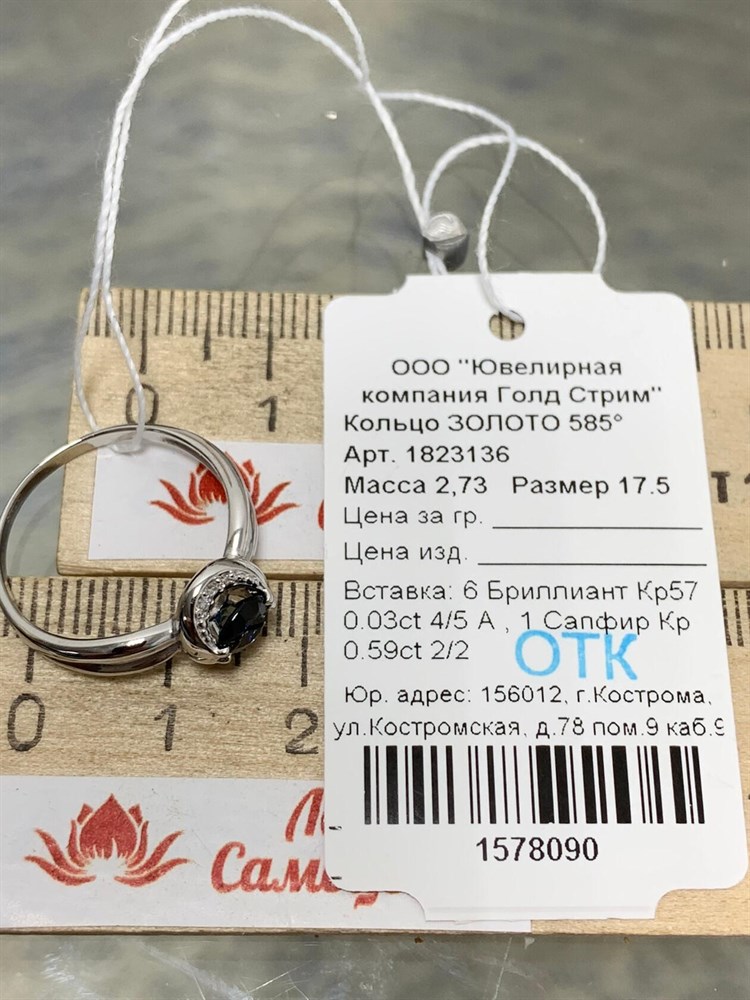 0 1
ООО "Ювелирная
компания Голд Стрим"
Кольцо ЗОЛОТО 585°
Арт. 1823136
Масса 2,73 Размер 17.5
Цена за гр.
Цена изд.
Вставка: 6 Бриллиант Кр57
0.03ct 4/5 А , 1 Сапфир Кр
0.59ct 2/2
ОТК
Юр. адрес: 156012, г.Кострома,
ул.Костромская, д.78 пом.9 каб.9
1578090
0 1 2